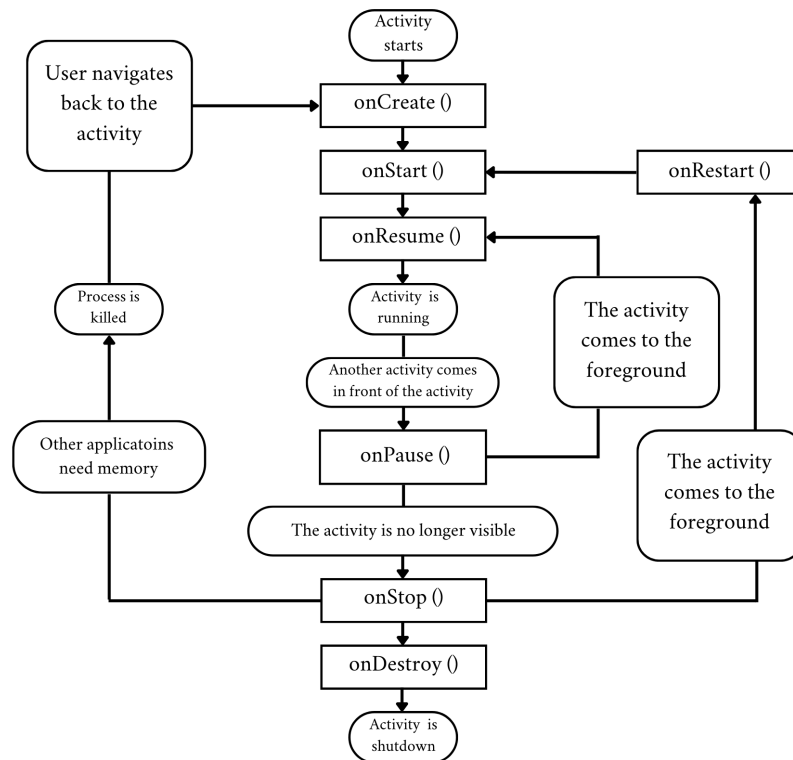 Activity
starts
User navigates
back to the
activity
onCreate ()
onStart ()
onRestart ()
onResume ()
Process is
killed
Activity is
running
The activity
comes to the
foreground
Another activity comes
in front of the activity
Other applicatoins
need memory
onPause ()
The activity
comes to the
foreground
The activity is no longer visible
onStop ()
onDestroy ()
Activity is
shutdown